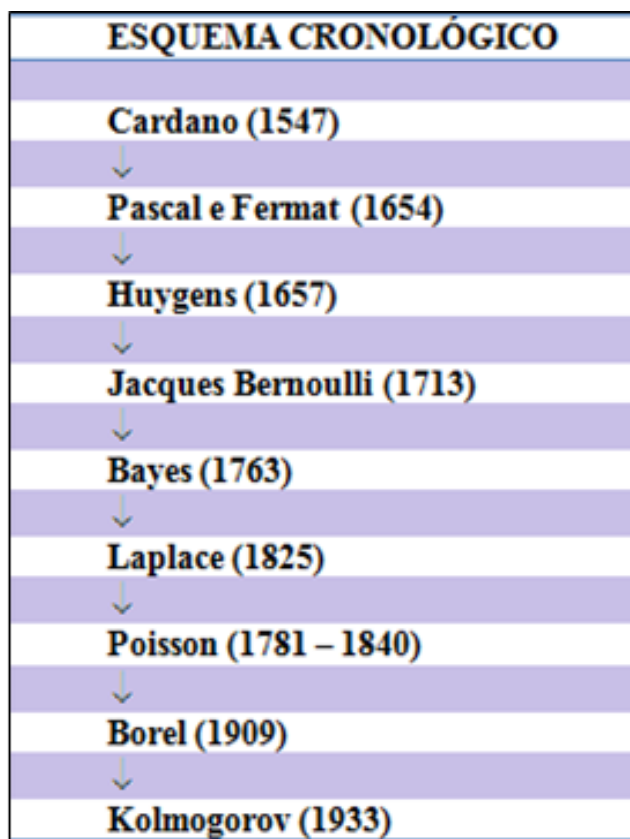 ESQUEMA CRONOLÓGICO
Cardano (1547)
↓
Pascal e Fermat (1654)
↓
Huygens (1657)
↓
Jacques Bernoulli (1713)
↓
Bayes (1763)
↓
Laplace (1825)
↓
Poisson (1781 – 1840)
↓
Borel (1909)
↓
Kolmogorov (1933)